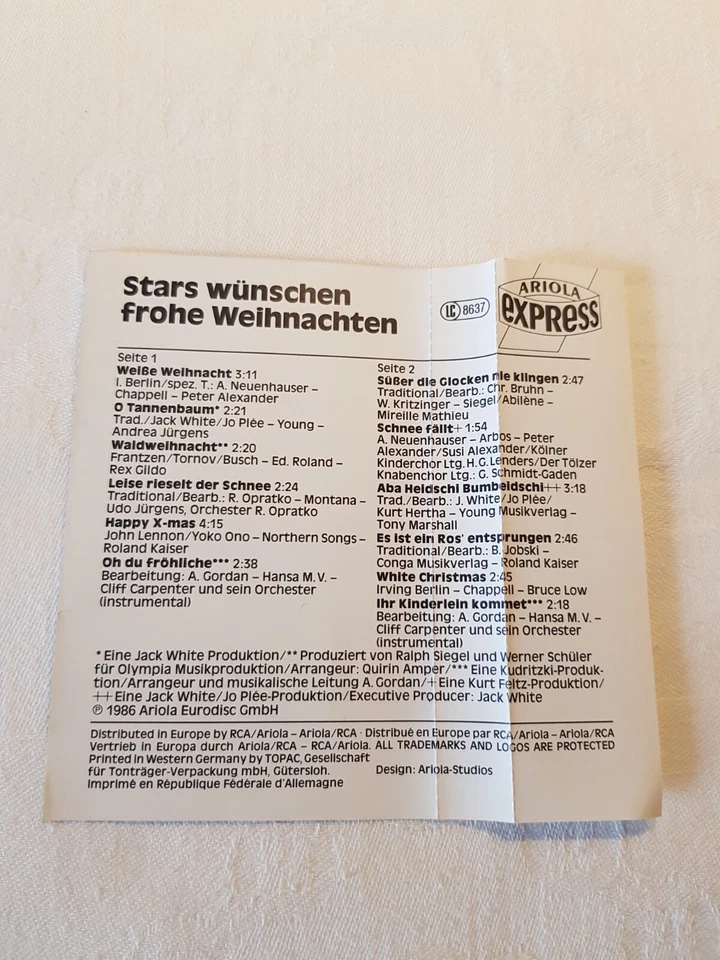 Stars wünschen
frohe Weihnachten
LC 8637
ARIOLA
EXPRESS
Seite 1
Weiße Weihnacht 3:11
I. Berlin/spez. T.: A. Neuenhauser –
Chappell – Peter Alexander
O Tannenbaum* 2:21
Trad./Jack White/Jo Plée – Young –
Andrea Jürgens
Waldweihnacht** 2:20
Frantzen/Tornov/Busch – Ed. Roland –
Rex Gildo
Leise rieselt der Schnee 2:24
Traditional/Bearb.: R. Opratko – Montana –
Udo Jürgens, Orchester R. Opratko
Happy X-mas 4:15
John Lennon/Yoko Ono – Northern Songs –
Roland Kaiser
Oh du fröhliche*** 2:38
Bearbeitung: A. Gordan – Hansa M.V. –
Cliff Carpenter und sein Orchester
(instrumental)
Seite 2
Süßer die Glocken nie klingen 2:47
Traditional/Bearb.: Chr. Bruhn –
W. Kritzinger – Siegel/Abilène –
Mireille Mathieu
Schnee fällt+ 1:54
A. Neuenhauser – Arbos – Peter
Alexander/Susi Alexander/Kölner
Kinderchor Ltg. H.G. Lenders/Der Tölzer
Knabenchor Ltg.: G. Schmidt-Gaden
Aba Heidschi Bumbeidschi++ 3:18
Trad./Bearb.: J. White/Jo Plée/
Kurt Hertha – Young Musikverlag –
Tony Marshall
Es ist ein Ros' entsprungen 2:46
Traditional/Bearb.: B. Jobski –
Conga Musikverlag – Roland Kaiser
White Christmas 2:45
Irving Berlin – Chappell – Bruce Low
Ihr Kinderlein kommet*** 2:18
Bearbeitung: A. Gordan – Hansa M.V. –
Cliff Carpenter und sein Orchester
(instrumental)
* Eine Jack White Produktion/** Produziert von Ralph Siegel und Werner Schüler
für Olympia Musikproduktion/Arrangeur: Quirin Amper/*** Eine Kudritzki-Produk-
tion/Arrangeur und musikalische Leitung A. Gordan/+ Eine Kurt Feltz-Produktion/
++ Eine Jack White/Jo Plée-Produktion/Executive Producer: Jack White
℗ 1986 Ariola Eurodisc GmbH
Distributed in Europe by RCA/Ariola – Ariola/RCA · Distribué en Europe par RCA/Ariola – Ariola/RCA
Vertrieb in Europa durch Ariola/RCA – RCA/Ariola. ALL TRADEMARKS AND LOGOS ARE PROTECTED
Printed in Western Germany by TOPAC, Gesellschaft
für Tonträger-Verpackung mbH, Gütersloh.
Imprimé en République Fédérale d'Allemagne
Design: Ariola-Studios